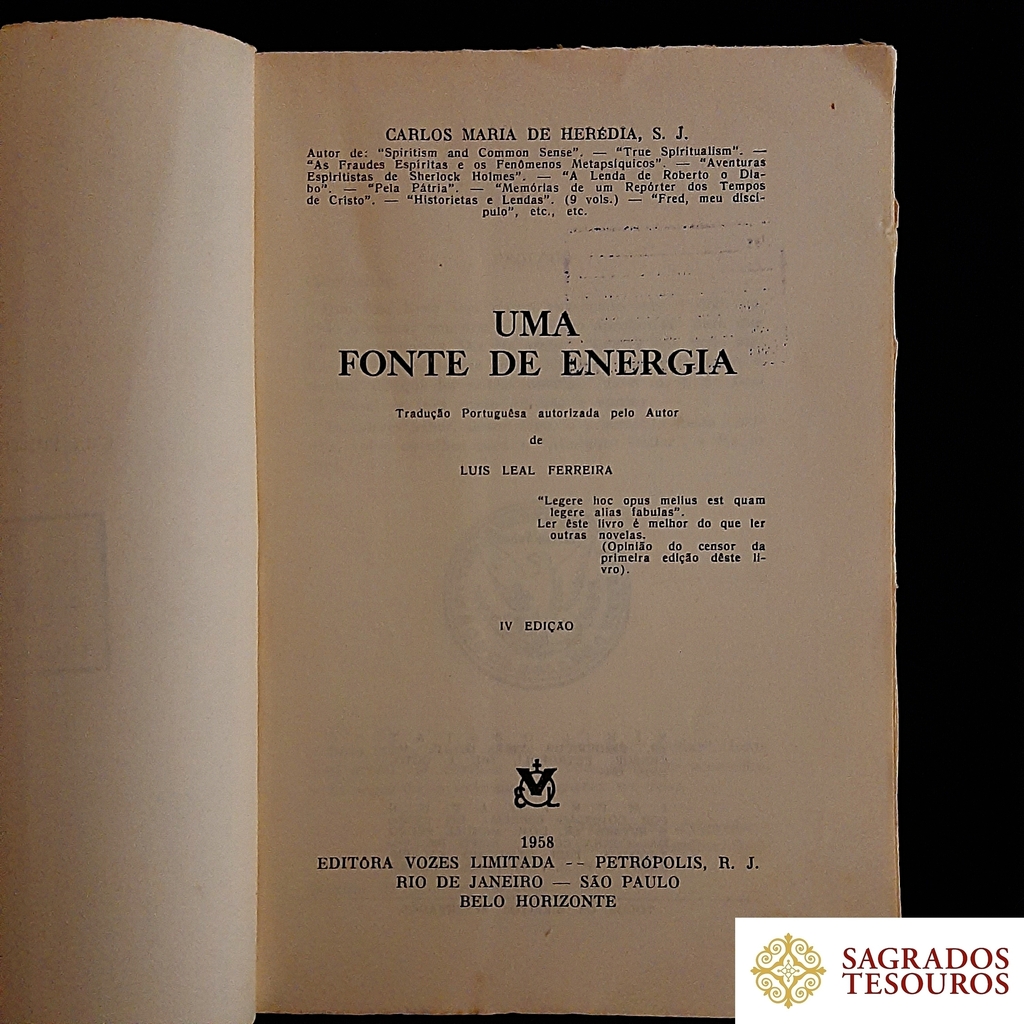 CARLOS MARIA DE HERÉDIA, S. J.
Autor de: "Spiritism and Common Sense". — "True Spiritualism". —
"As Fraudes Espíritas e os Fenômenos Metapsíquicos". — "Aventuras
Espiritistas de Sherlock Holmes". — "A Lenda de Roberto o Dia-
bo". — "Pela Pátria". — "Memórias de um Repórter dos Tempos
de Cristo". — "Historietas e Lendas". (9 vols.) — "Fred, meu discí-
pulo", etc., etc.
UMA
FONTE DE ENERGIA
Tradução Portuguêsa autorizada pelo Autor
de
LUIS LEAL FERREIRA
"Legere hoc opus melius est quam
legere alias fabulas".
Ler êste livro é melhor do que ler
outras novelas.
(Opinião do censor da
primeira edição dêste li-
vro).
IV EDIÇÃO
1958
EDITÔRA VOZES LIMITADA -- PETRÓPOLIS, R. J.
RIO DE JANEIRO — SÃO PAULO
BELO HORIZONTE
SAGRADOS
TESOUROS